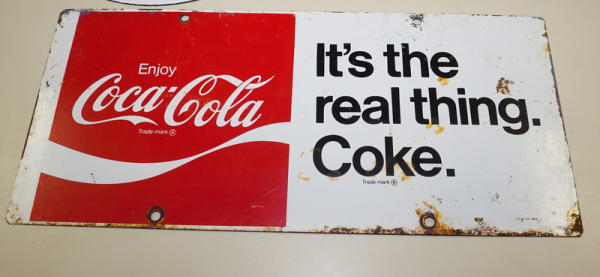 Enjoy
Coca-Cola
Trade-mark ®
It's the
real thing.
Coke.
Trade-mark ®